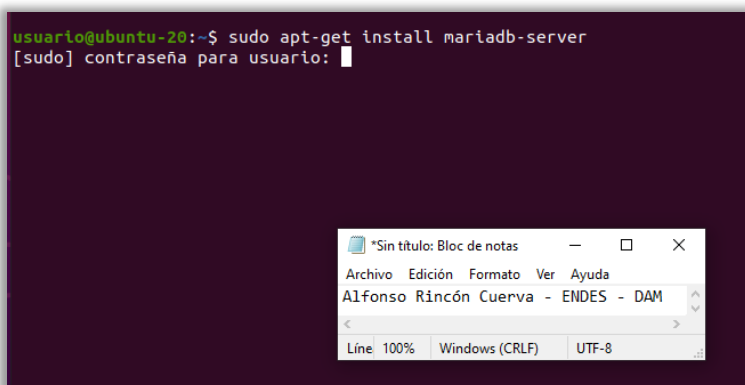 usuario@ubuntu-20:~$ sudo apt-get install mariadb-server
[sudo] contraseña para usuario:
*Sin título: Bloc de notas
Archivo Edición Formato Ver Ayuda
Alfonso Rincón Cuerva - ENDES - DAM
Líne 100% Windows (CRLF) UTF-8